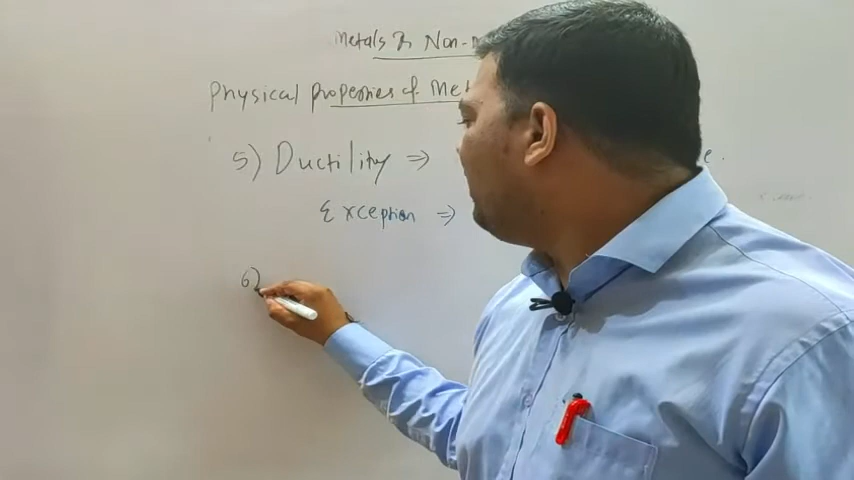 Metals & Non-
Physical Properties of Met
5) Ductility ⇒ e.
Exception ⇒
6)